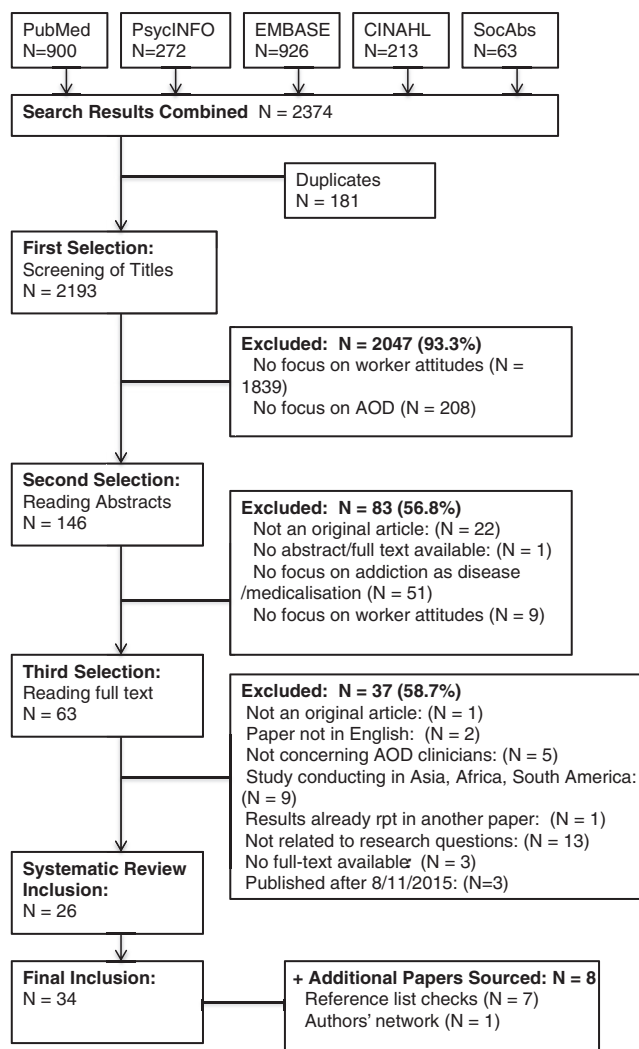 PubMed
N=900
PsycINFO
N=272
EMBASE
N=926
CINAHL
N=213
SocAbs
N=63
Search Results Combined N = 2374
Duplicates
N = 181
First Selection:
Screening of Titles
N = 2193
Excluded: N = 2047 (93.3%)
No focus on worker attitudes (N =
1839)
No focus on AOD (N = 208)
Second Selection:
Reading Abstracts
N = 146
Excluded: N = 83 (56.8%)
Not an original article: (N = 22)
No abstract/full text available: (N = 1)
No focus on addiction as disease
/medicalisation (N = 51)
No focus on worker attitudes (N = 9)
Third Selection:
Reading full text
N = 63
Excluded: N = 37 (58.7%)
Not an original article: (N = 1)
Paper not in English: (N = 2)
Not concerning AOD clinicians: (N = 5)
Study conducting in Asia, Africa, South America:
(N = 9)
Results already rpt in another paper: (N = 1)
Not related to research questions: (N = 13)
No full-text available: (N = 3)
Published after 8/11/2015: (N=3)
Systematic Review
Inclusion:
N = 26
Final Inclusion:
N = 34
+ Additional Papers Sourced: N = 8
Reference list checks (N = 7)
Authors' network (N = 1)